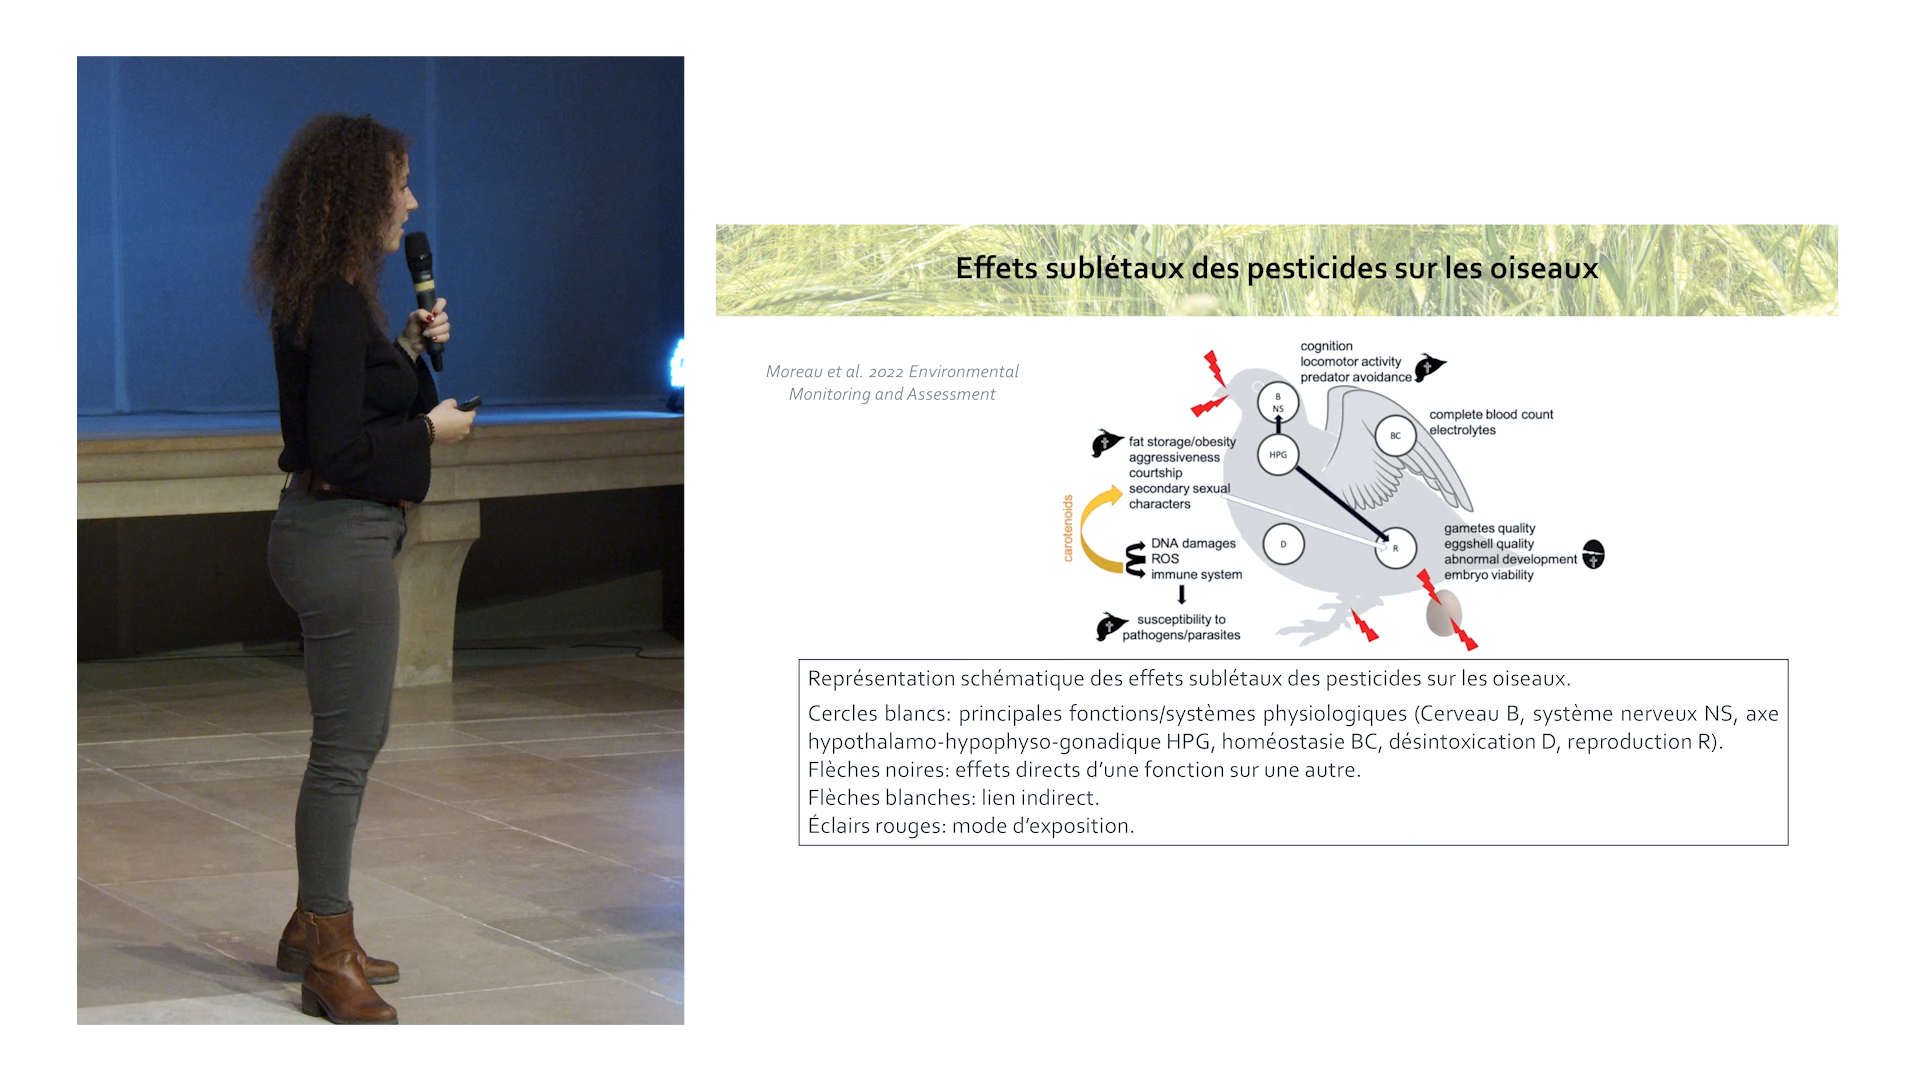 Effets sublétaux des pesticides sur les oiseaux
Moreau et al. 2022 Environmental
Monitoring and Assessment
cognition
locomotor activity
predator avoidance
B
NS
HPG
BC
complete blood count
electrolytes
fat storage/obesity
aggressiveness
courtship
secondary sexual
characters
carotenoids
DNA damages
ROS
immune system
susceptibility to
pathogens/parasites
D
R
gametes quality
eggshell quality
abnormal development
embryo viability
Représentation schématique des effets sublétaux des pesticides sur les oiseaux.
Cercles blancs: principales fonctions/systèmes physiologiques (Cerveau B, système nerveux NS, axe
hypothalamo-hypophyso-gonadique HPG, homéostasie BC, désintoxication D, reproduction R).
Flèches noires: effets directs d’une fonction sur une autre.
Flèches blanches: lien indirect.
Éclairs rouges: mode d’exposition.